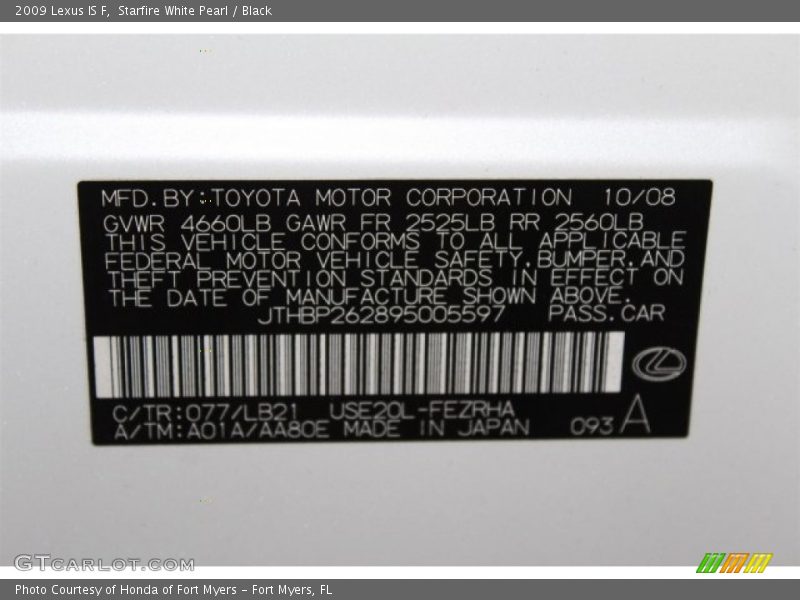 2009 Lexus IS F, Starfire White Pearl / Black
MFD.BY:TOYOTA MOTOR CORPORATION 10/08
GVWR 4660LB GAWR FR 2525LB RR 2560LB
THIS VEHICLE CONFORMS TO ALL APPLICABLE
FEDERAL MOTOR VEHICLE SAFETY.BUMPER.AND
THEFT PREVENTION STANDARDS IN EFFECT ON
THE DATE OF MANUFACTURE SHOWN ABOVE.
JTHBP262895005597 PASS.CAR
C/TR:077/LB21 USE20L-FEZRHA
A/TM:A01A/AA80E MADE IN JAPAN 093 A
GTCARLOT.COM
Photo Courtesy of Honda of Fort Myers - Fort Myers, FL